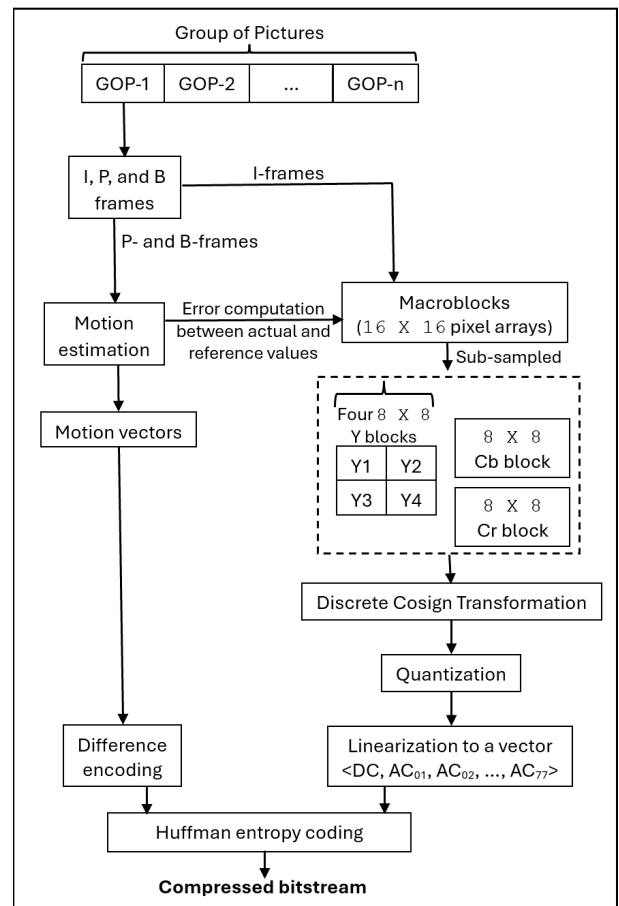 Group of Pictures
GOP-1 GOP-2 ... GOP-n
I, P, and B
frames
I-frames
P- and B-frames
Motion
estimation
Error computation
between actual and
reference values
Macroblocks
(16 X 16 pixel arrays)
Sub-sampled
Motion vectors
Four 8 X 8
Y blocks
Y1 Y2
Y3 Y4
8 X 8
Cb block
8 X 8
Cr block
Discrete Cosign Transformation
Quantization
Difference
encoding
Linearization to a vector
<DC, AC₀₁, AC₀₂, ..., AC₇₇>
Huffman entropy coding
Compressed bitstream